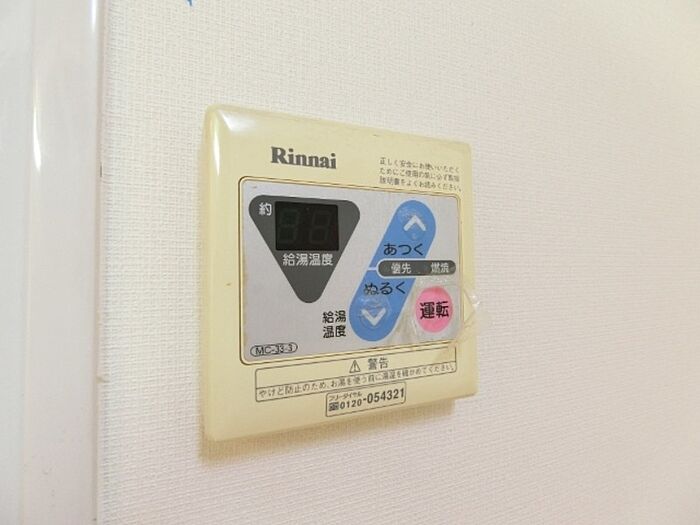 Rinnai
正しく安全にお使いいただく
ためにご使用の前に必ず取扱
説明書をよくお読みください。
約
給湯温度
あつく
優先 燃焼
ぬるく
給湯
温度
運転
MC-33-3
⚠ 警告
やけど防止のため、お湯を使う前に湯温を確かめてください。
フリーダイヤル
0120-054321